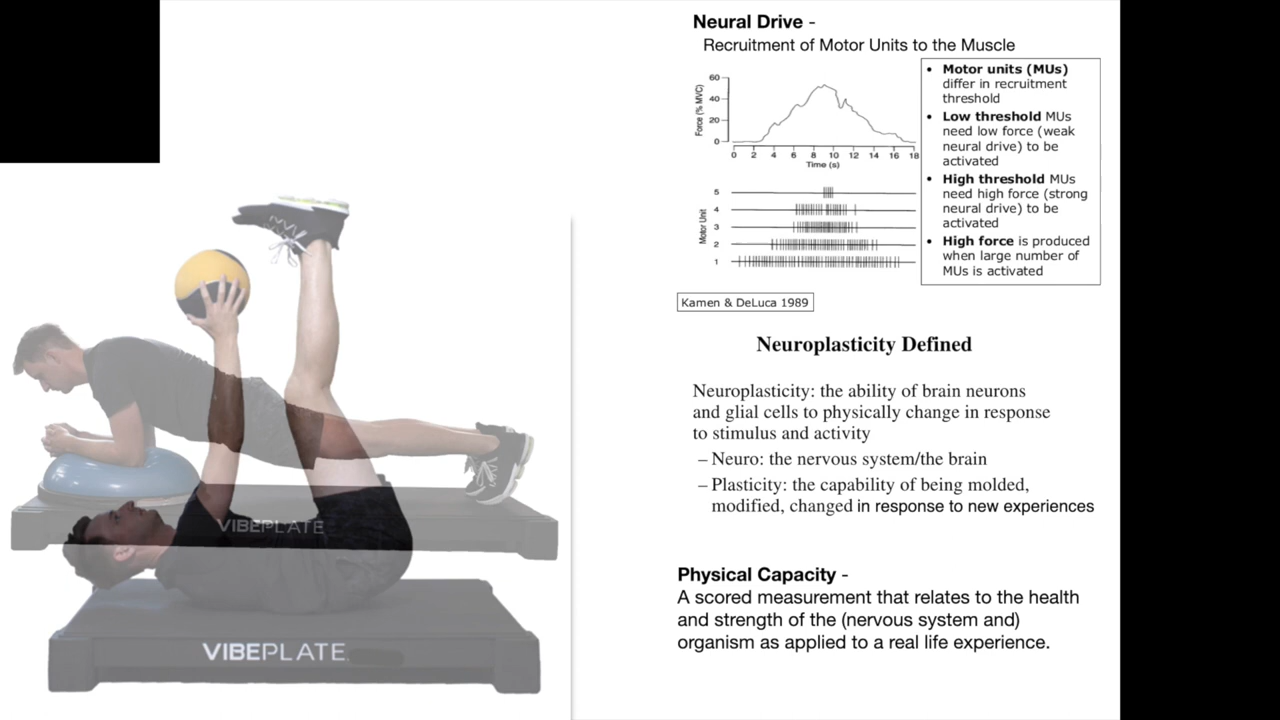 Neural Drive -
Recruitment of Motor Units to the Muscle
Force (% MVC)
60
40
20
0
0 2 4 6 8 10 12 14 16 18
Time (s)
Motor Unit
5
4
3
2
1
• Motor units (MUs)
differ in recruitment
threshold
• Low threshold MUs
need low force (weak
neural drive) to be
activated
• High threshold MUs
need high force (strong
neural drive) to be
activated
• High force is produced
when large number of
MUs is activated
Kamen & DeLuca 1989
Neuroplasticity Defined
Neuroplasticity: the ability of brain neurons
and glial cells to physically change in response
to stimulus and activity
– Neuro: the nervous system/the brain
– Plasticity: the capability of being molded,
modified, changed in response to new experiences
Physical Capacity -
A scored measurement that relates to the health
and strength of the (nervous system and)
organism as applied to a real life experience.
VIBEPLATE
VIBEPLATE